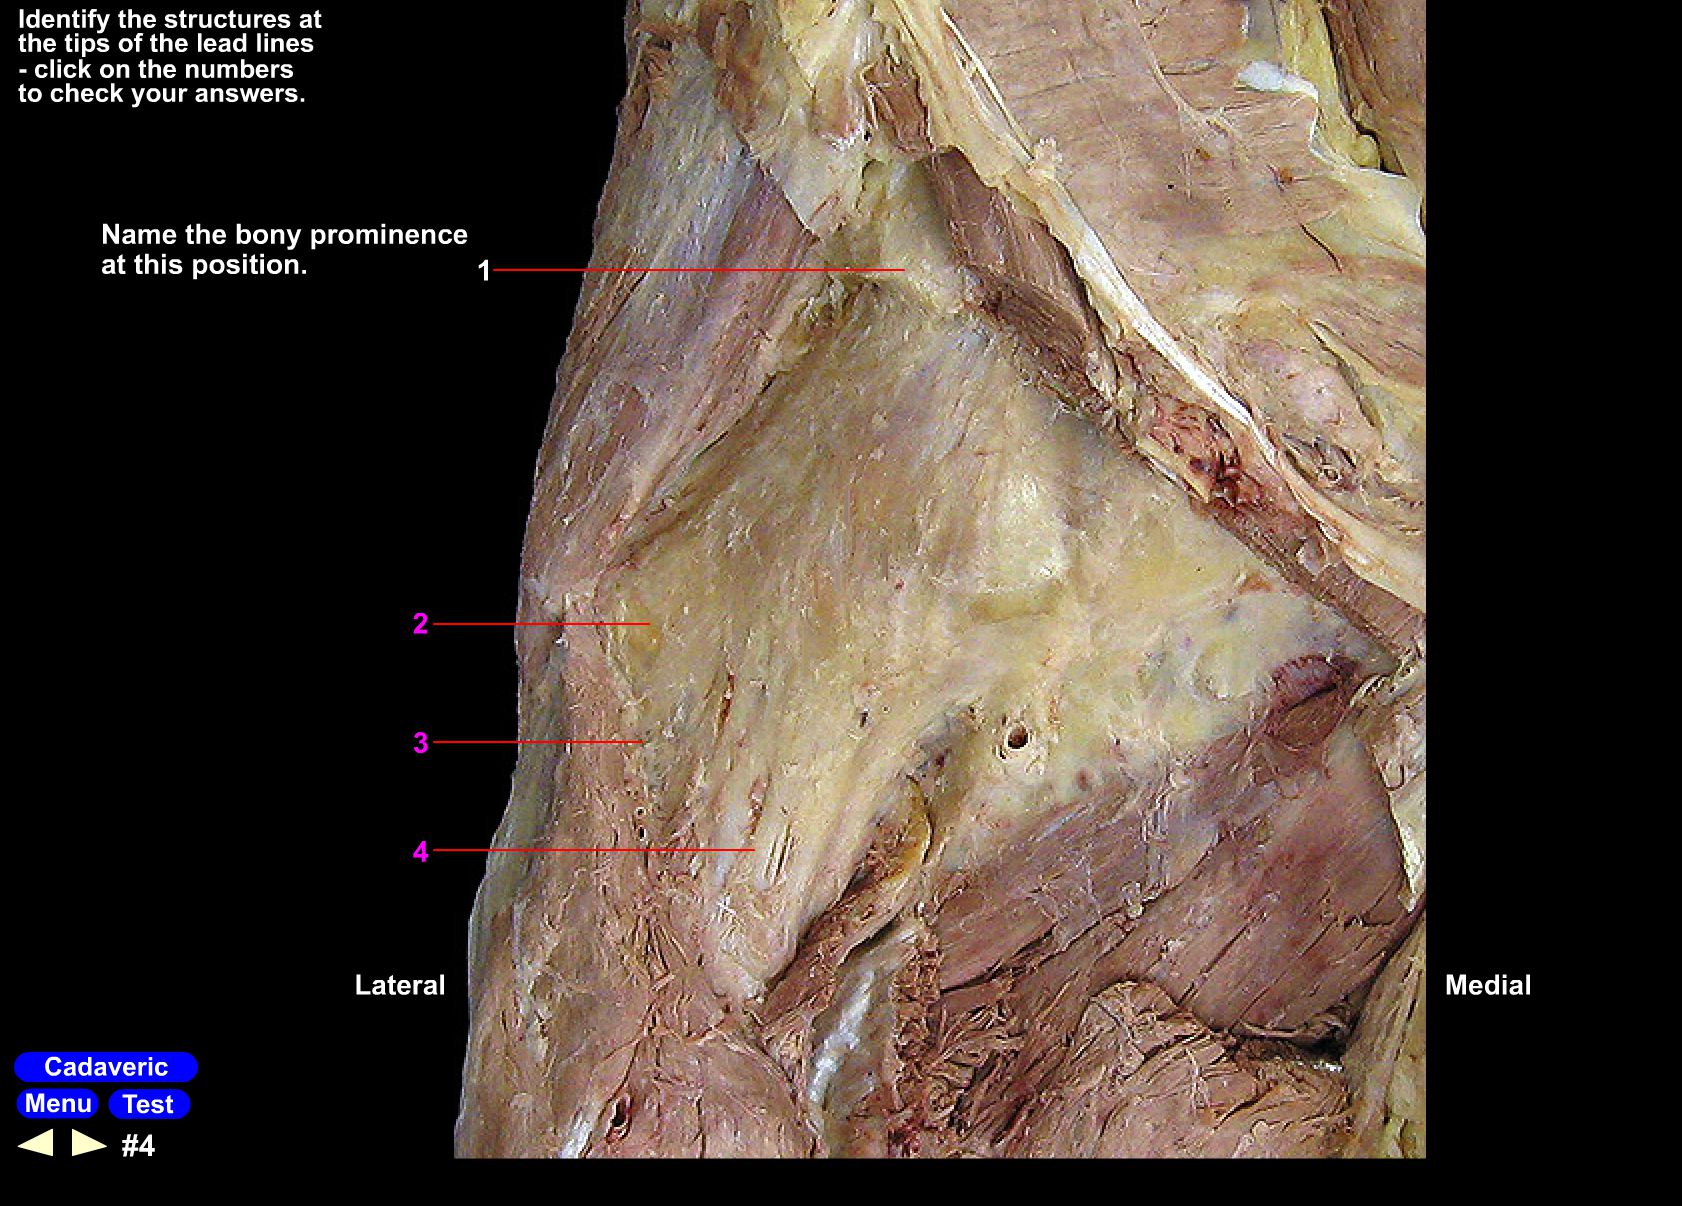 Identify the structures at
the tips of the lead lines
- click on the numbers
to check your answers.
Name the bony prominence
at this position.
1
2
3
4
Lateral
Medial
Cadaveric
Menu Test
#4